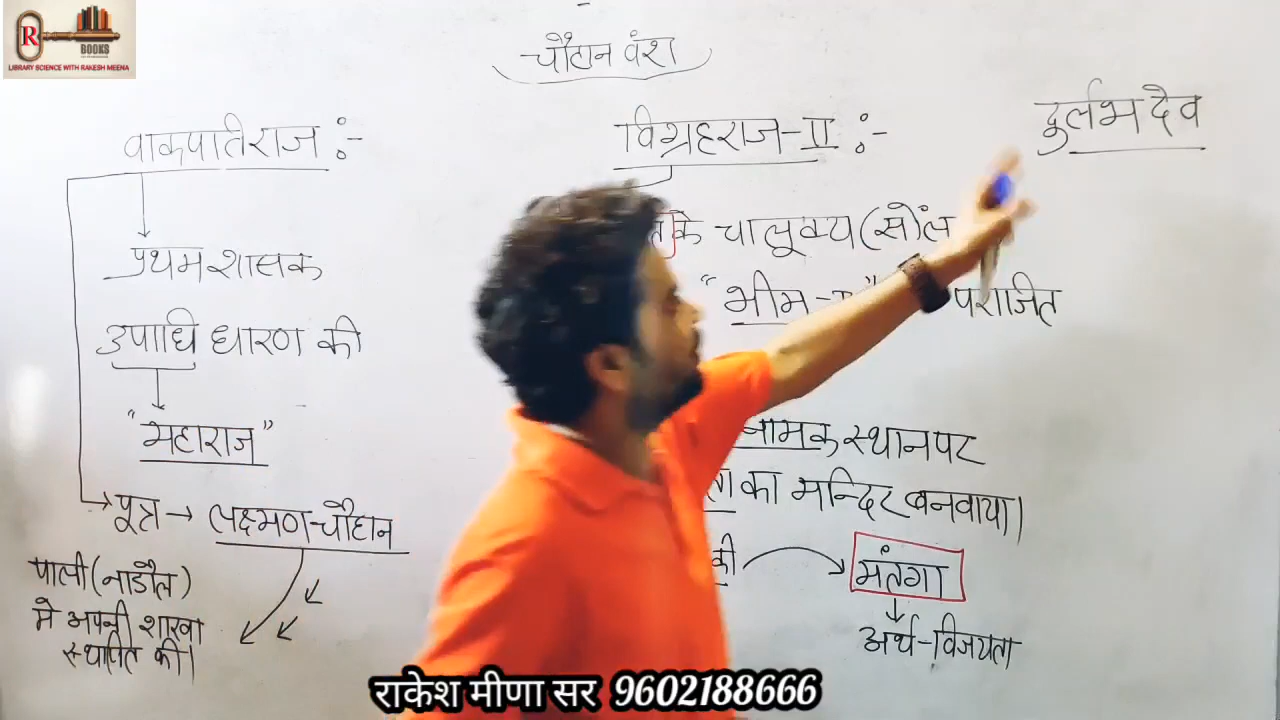 R
BOOKS
LIBRARY SCIENCE WITH RAKESH MEENA
चौहान वंश
वाकपातिराज :-
प्रथम शासक
उपाधि धारण की
"महाराज"
पूत्र → लक्ष्मण-चौहान
पाली (नाडौल)
मे अपनी शाखा
स्थापित की।
विग्रहराज-II :-
के चालूक्य (सोलं
"भीम- पराजित
नामक स्थान पर
का मन्दिर बनवाया।
की
मंतगा
अर्थ-विजयता
दुर्लभ देव
राकेश मीणा सर 9602188666